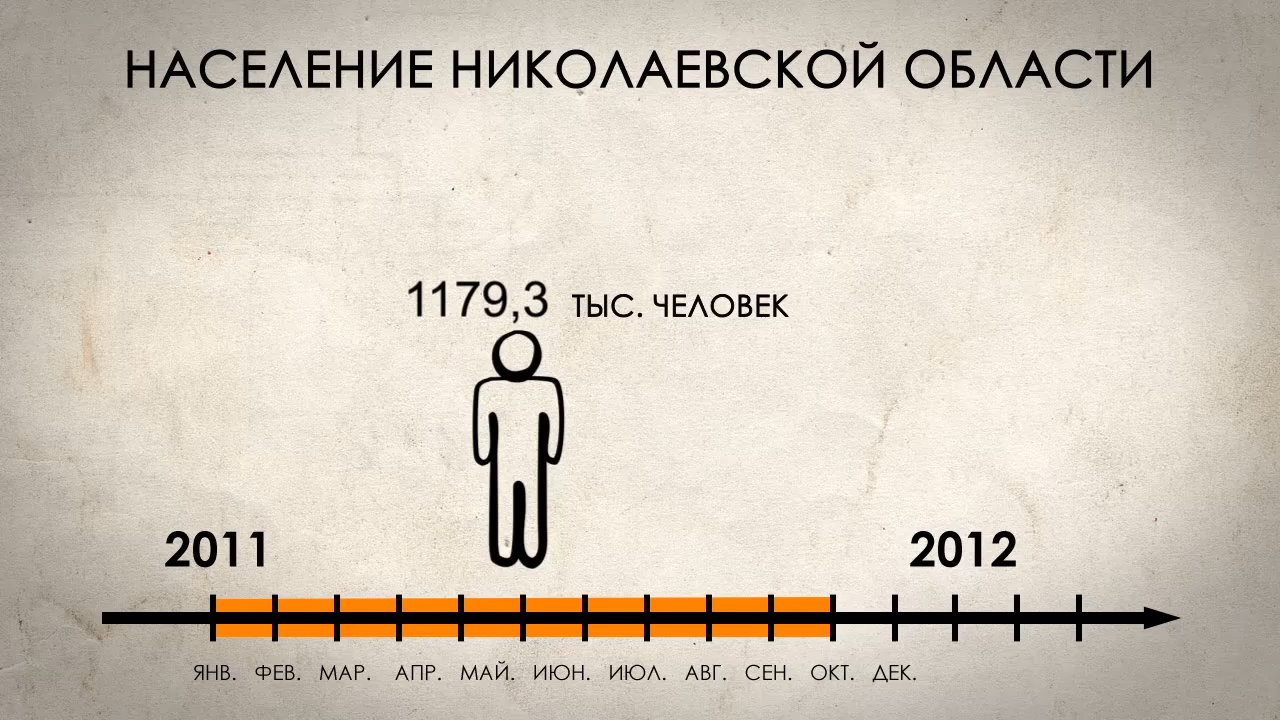 НАСЕЛЕНИЕ НИКОЛАЕВСКОЙ ОБЛАСТИ
1179,3 ТЫС. ЧЕЛОВЕК
2011 2012
ЯНВ. ФЕВ. МАР. АПР. МАЙ. ИЮН. ИЮЛ. АВГ. СЕН. ОКТ. ДЕК.